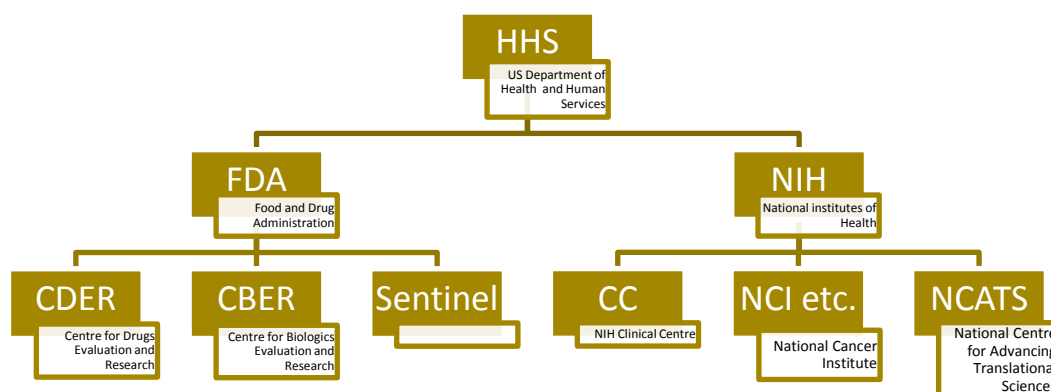 HHS
US Department of
Health and Human
Services
FDA
Food and Drug
Administration
NIH
National institutes of
Health
CDER
Centre for Drugs
Evaluation and
Research
CBER
Centre for Biologics
Evaluation and
Research
Sentinel
CC
NIH Clinical Centre
NCI etc.
National Cancer
Institute
NCATS
National Centre
for Advancing
Translational
Sciences